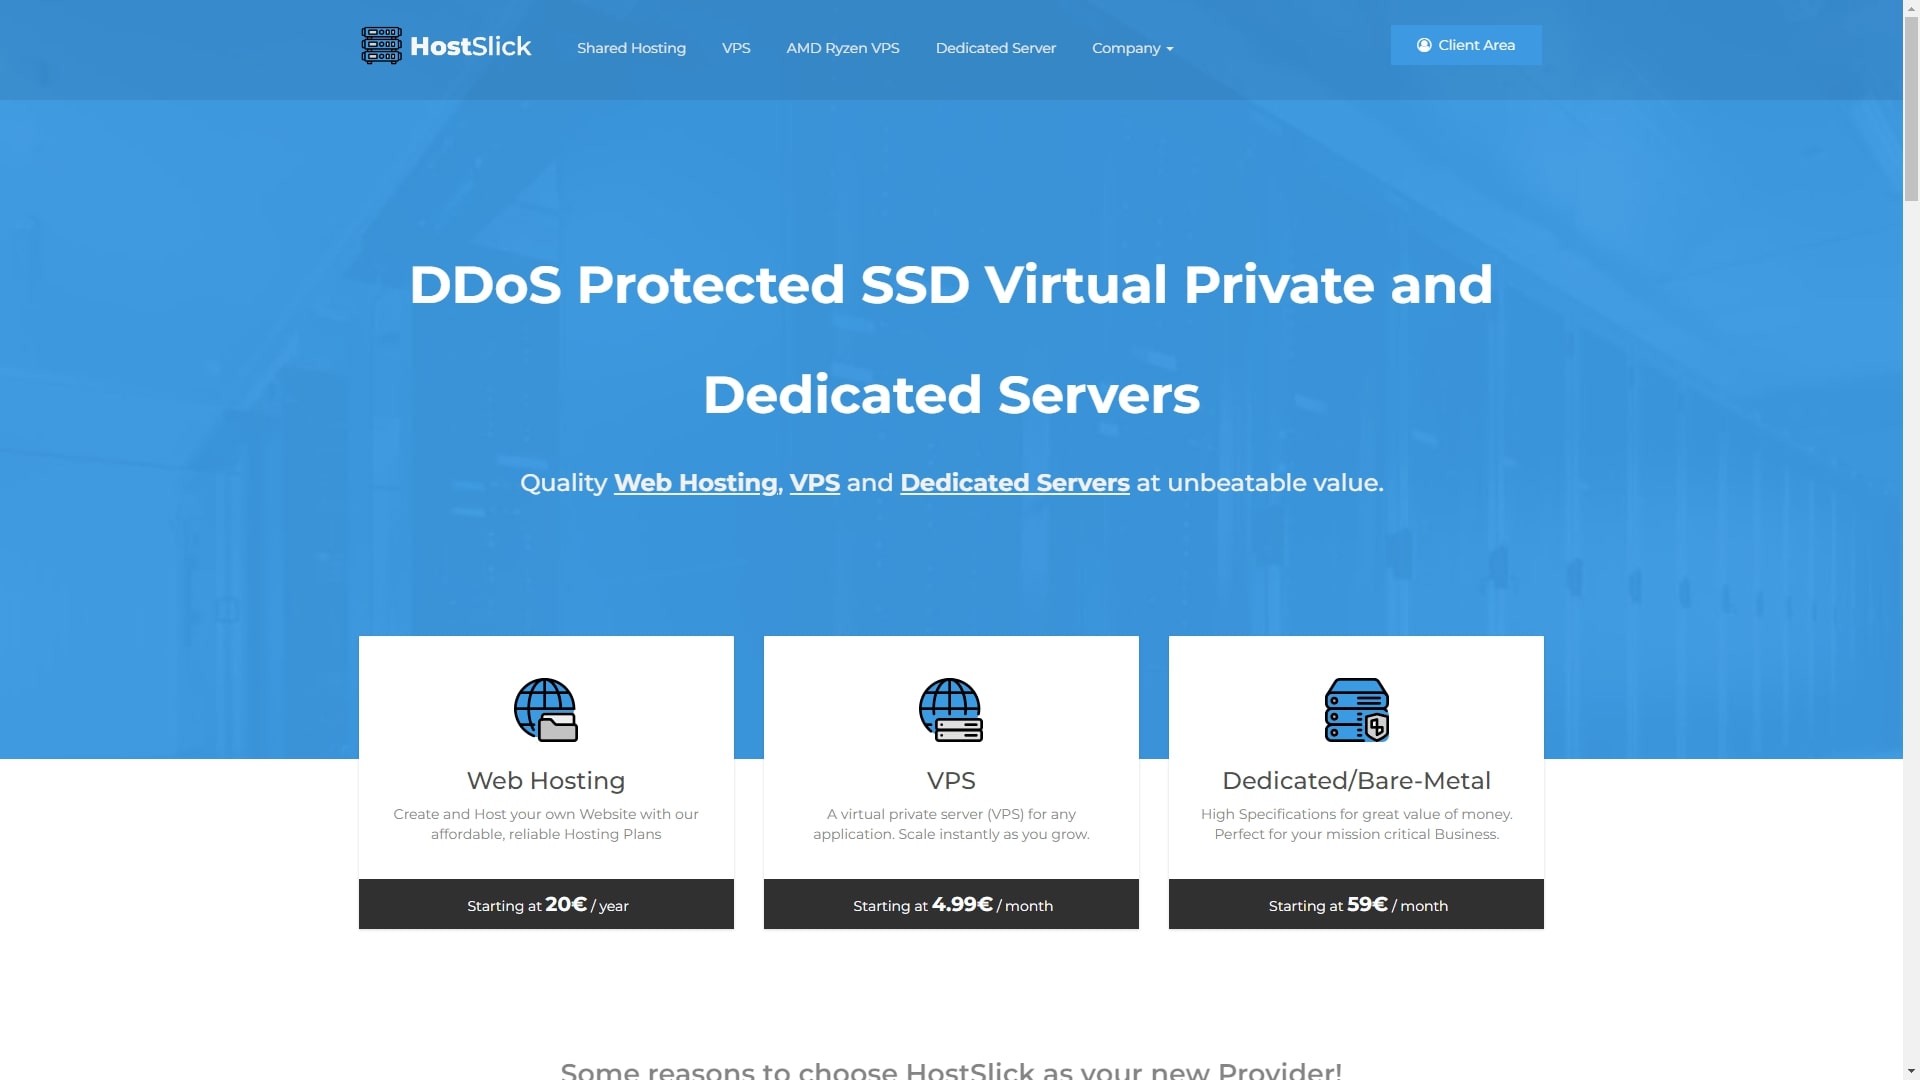 HostSlick
Shared Hosting
VPS
AMD Ryzen VPS
Dedicated Server
Company
Client Area
DDoS Protected SSD Virtual Private and
Dedicated Servers
Quality Web Hosting, VPS and Dedicated Servers at unbeatable value.
Web Hosting
Create and Host your own Website with our
affordable, reliable Hosting Plans
Starting at 20€ / year
VPS
A virtual private server (VPS) for any
application. Scale instantly as you grow.
Starting at 4.99€ / month
Dedicated/Bare-Metal
High Specifications for great value of money.
Perfect for your mission critical Business.
Starting at 59€ / month
Some reasons to choose HostSlick as your new Provider!